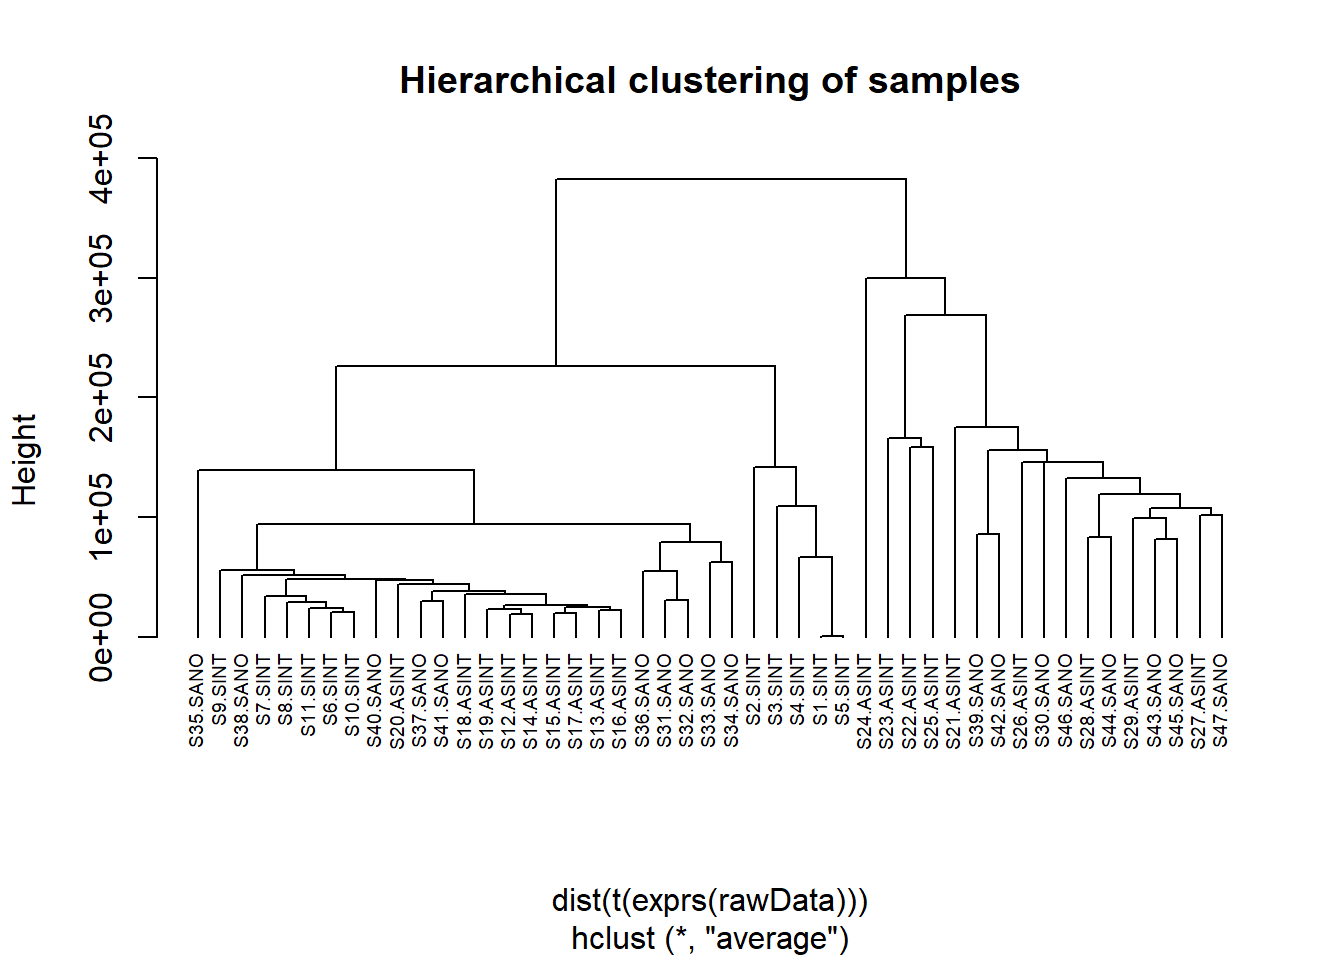 Hierarchical clustering of samples
Height
4e+05
3e+05
2e+05
1e+05
0e+00
S35.SANO
S9.SINT
S38.SANO
S7.SINT
S8.SINT
S11.SINT
S6.SINT
S10.SINT
S40.SANO
S20.ASINT
S37.SANO
S41.SANO
S18.ASINT
S19.ASINT
S12.ASINT
S14.ASINT
S15.ASINT
S17.ASINT
S13.ASINT
S16.ASINT
S36.SANO
S31.SANO
S32.SANO
S33.SANO
S34.SANO
S2.SINT
S3.SINT
S4.SINT
S1.SINT
S5.SINT
S24.ASINT
S23.ASINT
S22.ASINT
S25.ASINT
S21.ASINT
S39.SANO
S42.SANO
S26.ASINT
S30.SANO
S46.SANO
S28.ASINT
S44.SANO
S29.ASINT
S43.SANO
S45.SANO
S27.ASINT
S47.SANO
dist(t(exprs(rawData)))
hclust (*, "average")